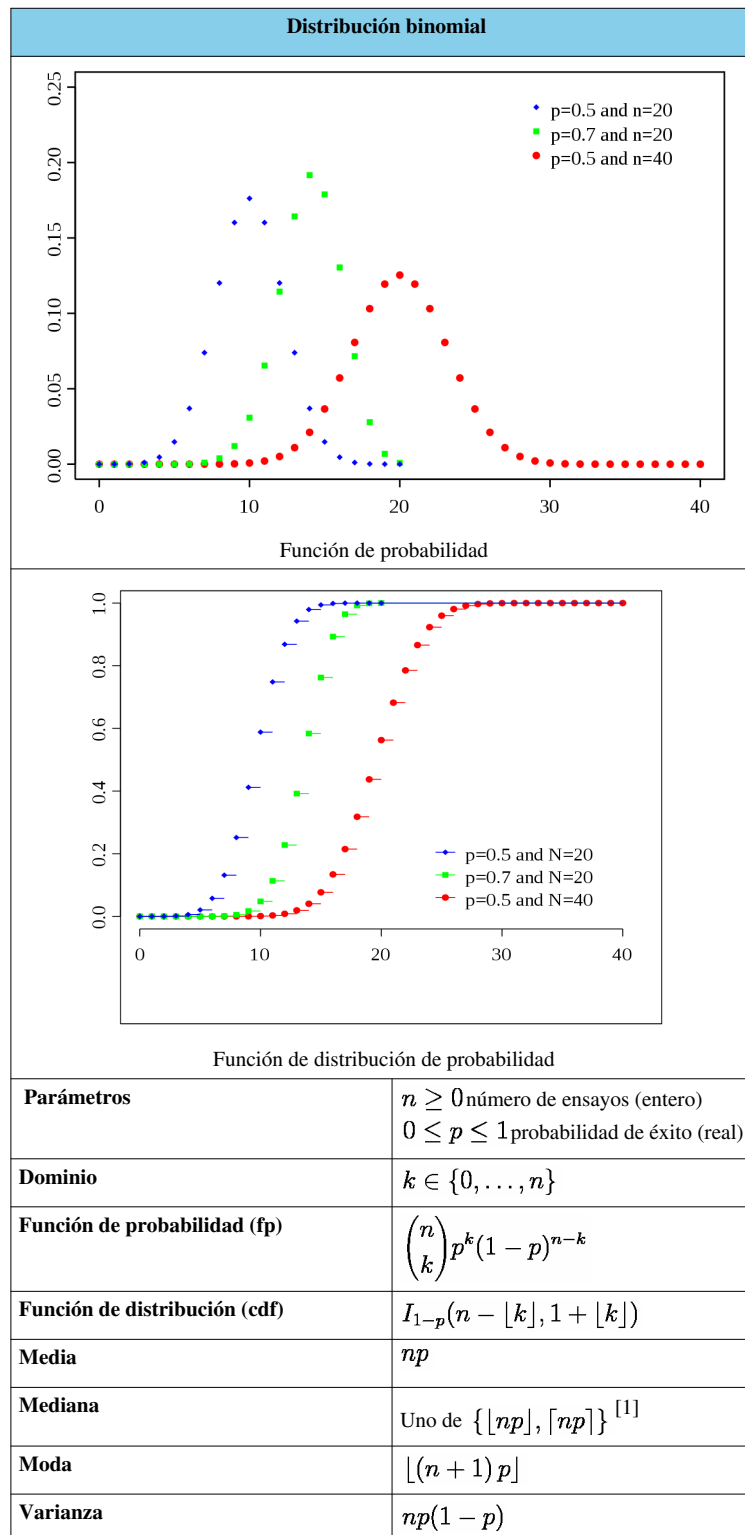 Distribución binomial
0.25
0.20
0.15
0.10
0.05
0.00
p=0.5 and n=20
p=0.7 and n=20
p=0.5 and n=40
0 10 20 30 40
Función de probabilidad
1.0
0.8
0.6
0.4
0.2
0.0
p=0.5 and N=20
p=0.7 and N=20
p=0.5 and N=40
0 10 20 30 40
Función de distribución de probabilidad
Parámetros
n ≥ 0 número de ensayos (entero)
0 ≤ p ≤ 1 probabilidad de éxito (real)
Dominio
k ∈ {0, . . . , n}
Función de probabilidad (fp)
(n k) p^k (1 − p)^{n−k}
Función de distribución (cdf)
I_{1−p}(n − ⌊k⌋, 1 + ⌊k⌋)
Media
np
Mediana
Uno de {⌊np⌋, ⌈np⌉} [1]
Moda
⌊(n + 1) p⌋
Varianza
np(1 − p)